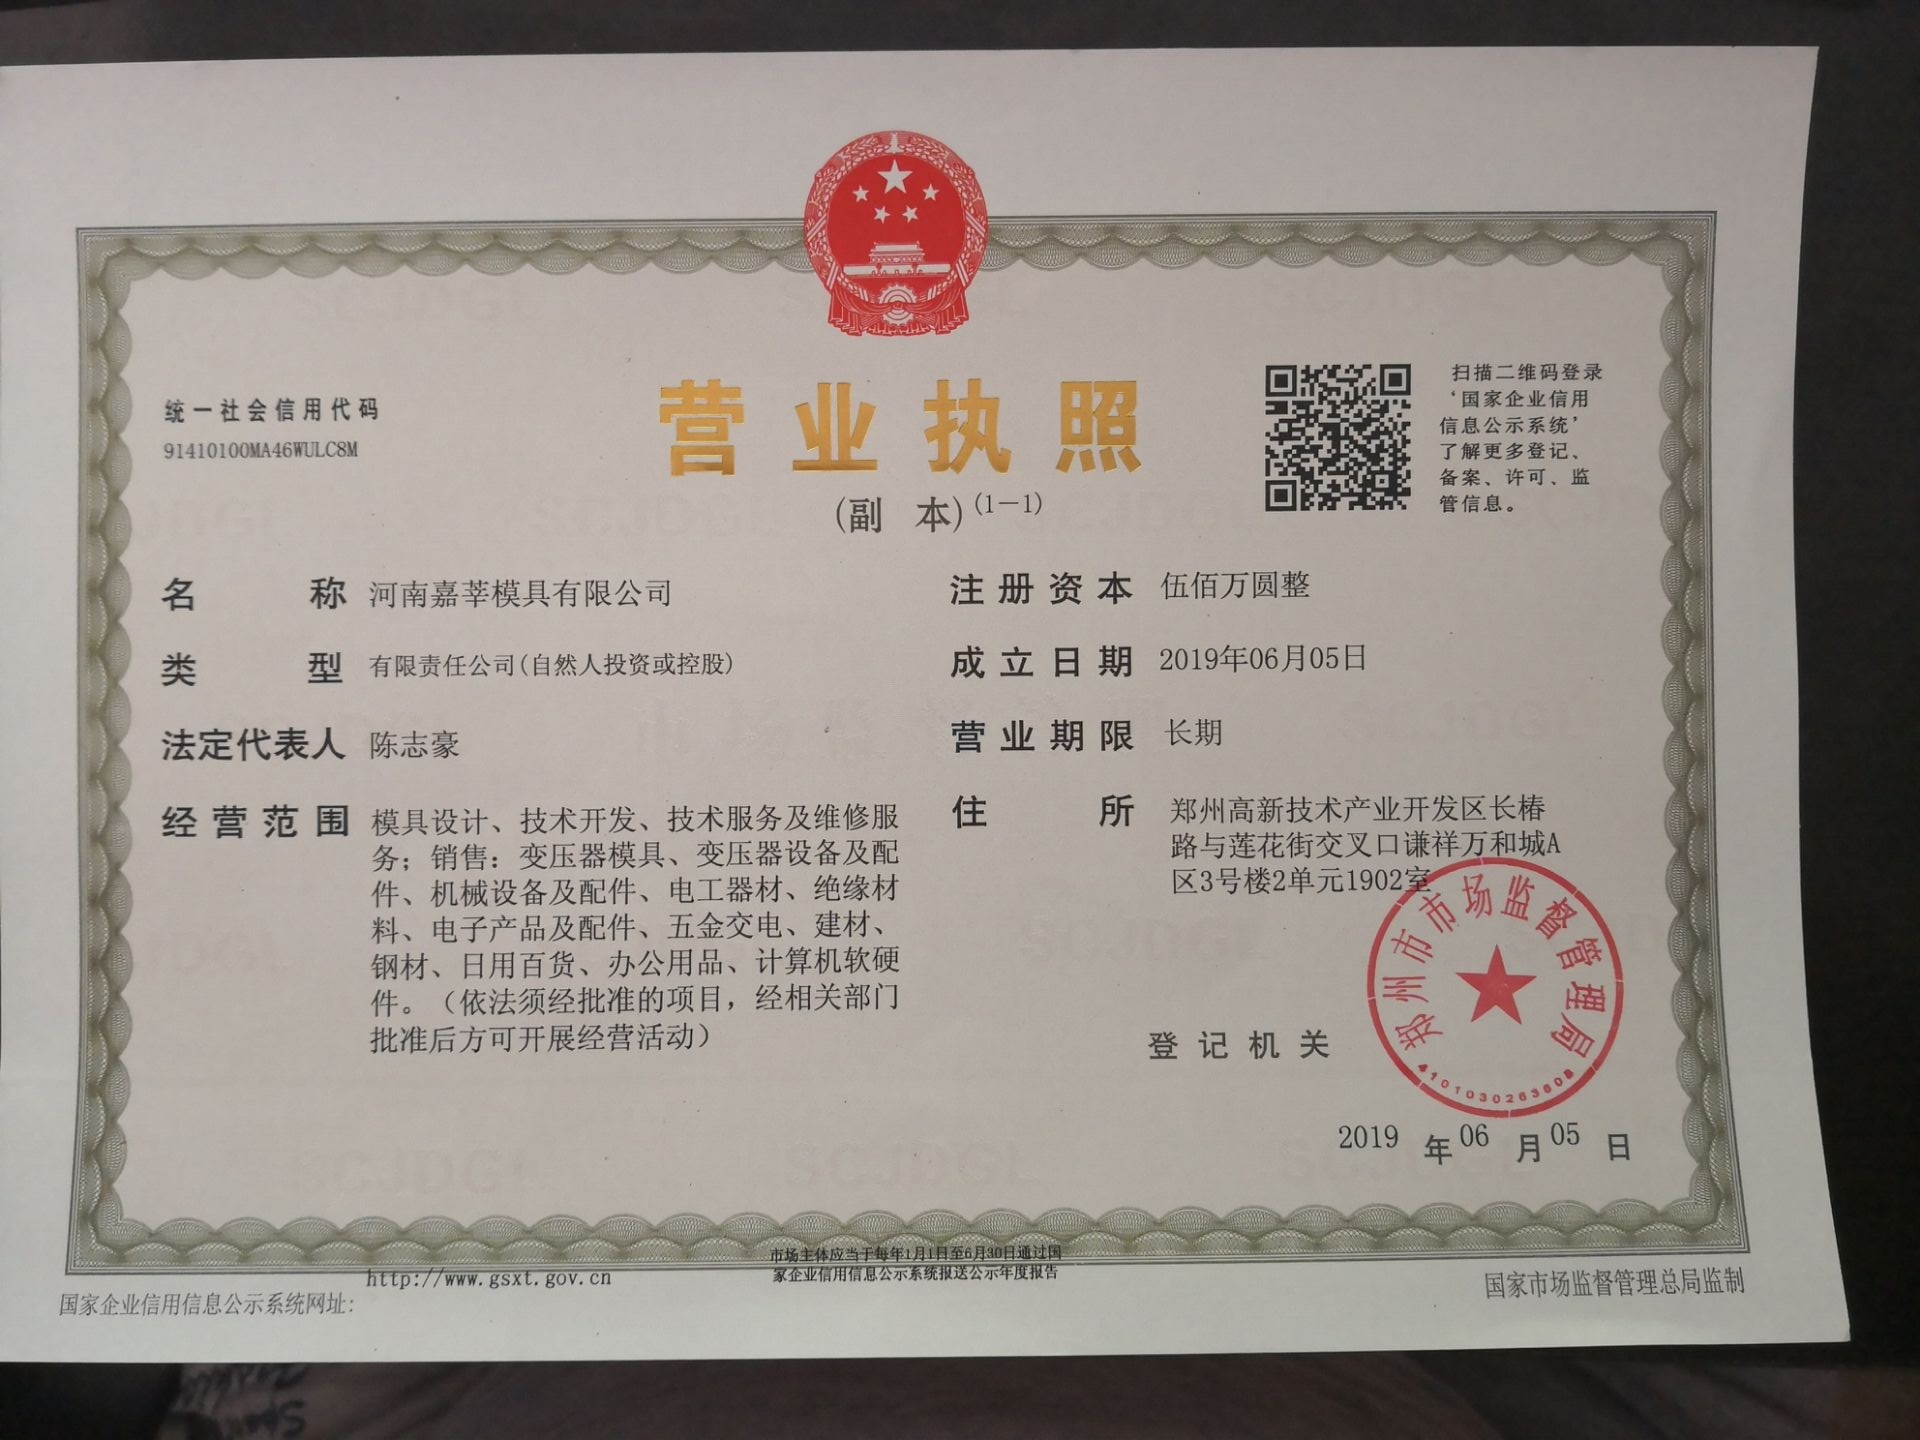 统一社会信用代码
91410100MA46WULC8M
营业执照
(副 本)(1-1)
扫描二维码登录
‘国家企业信用
信息公示系统’
了解更多登记、
备案、许可、监
管信息。
名 称 河南嘉莘模具有限公司
类 型 有限责任公司(自然人投资或控股)
法定代表人 陈志豪
经营范围 模具设计、技术开发、技术服务及维修服
务；销售：变压器模具、变压器设备及配
件、机械设备及配件、电工器材、绝缘材
料、电子产品及配件、五金交电、建材、
钢材、日用百货、办公用品、计算机软硬
件。（依法须经批准的项目，经相关部门
批准后方可开展经营活动）
注册资本 伍佰万圆整
成立日期 2019年06月05日
营业期限 长期
住 所 郑州高新技术产业开发区长椿
路与莲花街交叉口谦祥万和城A
区3号楼2单元1902室
登记机关
郑州市市场监督管理局
4101030263608
2019 年 06 月 05 日
国家企业信用信息公示系统网址:
http://www.gsxt.gov.cn
市场主体应当于每年1月1日至6月30日通过国
家企业信用信息公示系统报送公示年度报告
国家市场监督管理总局监制